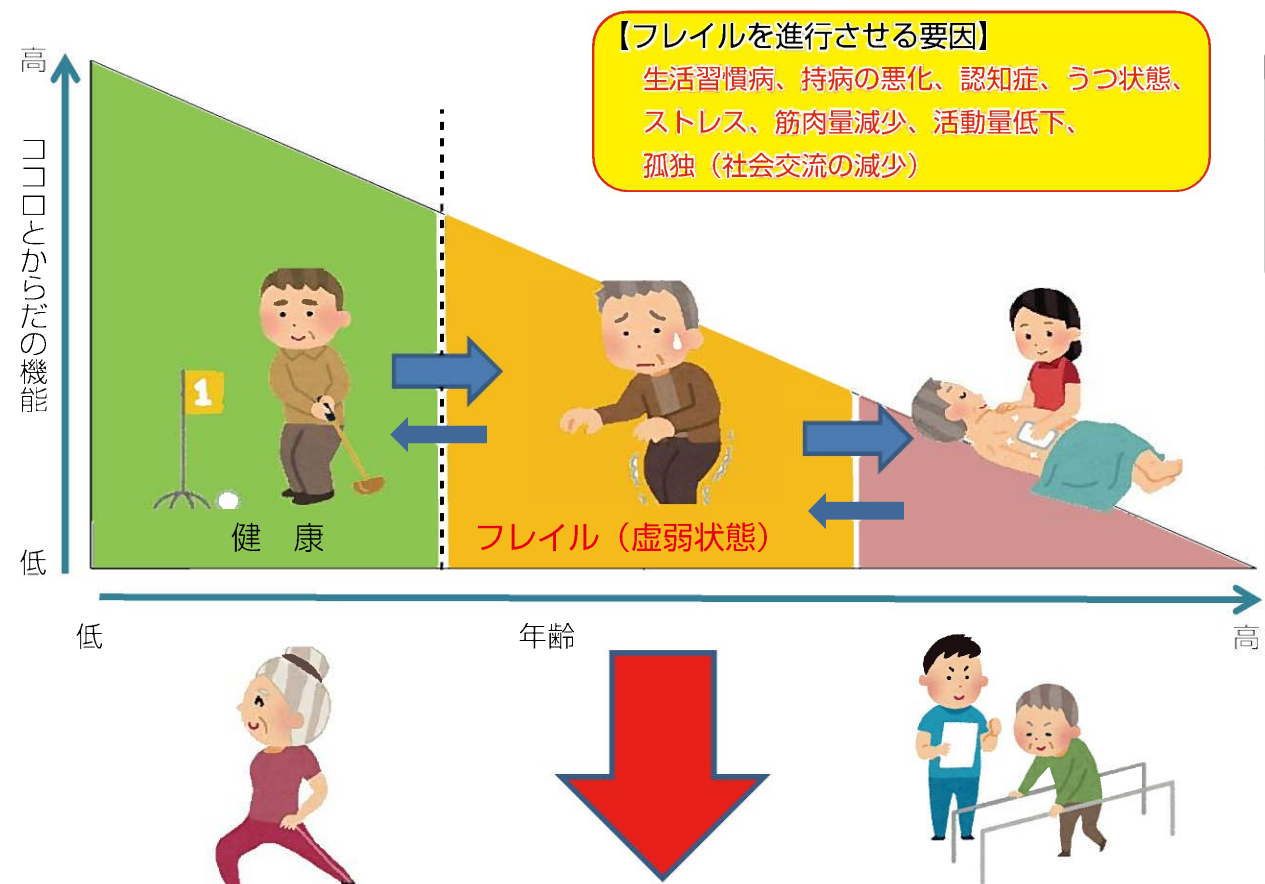 【フレイルを進行させる要因】
生活習慣病、持病の悪化、認知症、うつ状態、
ストレス、筋肉量減少、活動量低下、
孤独（社会交流の減少）
高
ココロとからだの機能
低
1
健　康
フレイル（虚弱状態）
低
年齢
高